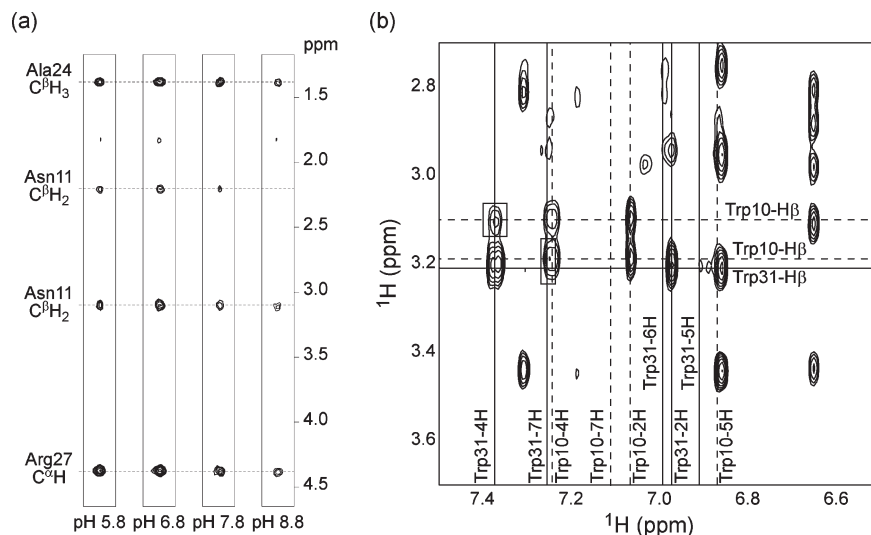 (a)
ppm
Ala24
CᵝH₃
1.5
2.0
Asn11
CᵝH₂
2.5
3.0
Asn11
CᵝH₂
3.5
4.0
Arg27
CᵅH
4.5
pH 5.8 pH 6.8 pH 7.8 pH 8.8
(b)
2.8
3.0
3.2
3.4
3.6
¹H (ppm)
Trp10-Hβ
Trp10-Hβ
Trp31-Hβ
Trp31-4H
Trp31-7H
Trp10-4H
Trp10-7H
Trp10-2H
Trp31-6H
Trp31-2H
Trp31-5H
Trp10-5H
7.4 7.2 7.0 6.8 6.6
¹H (ppm)